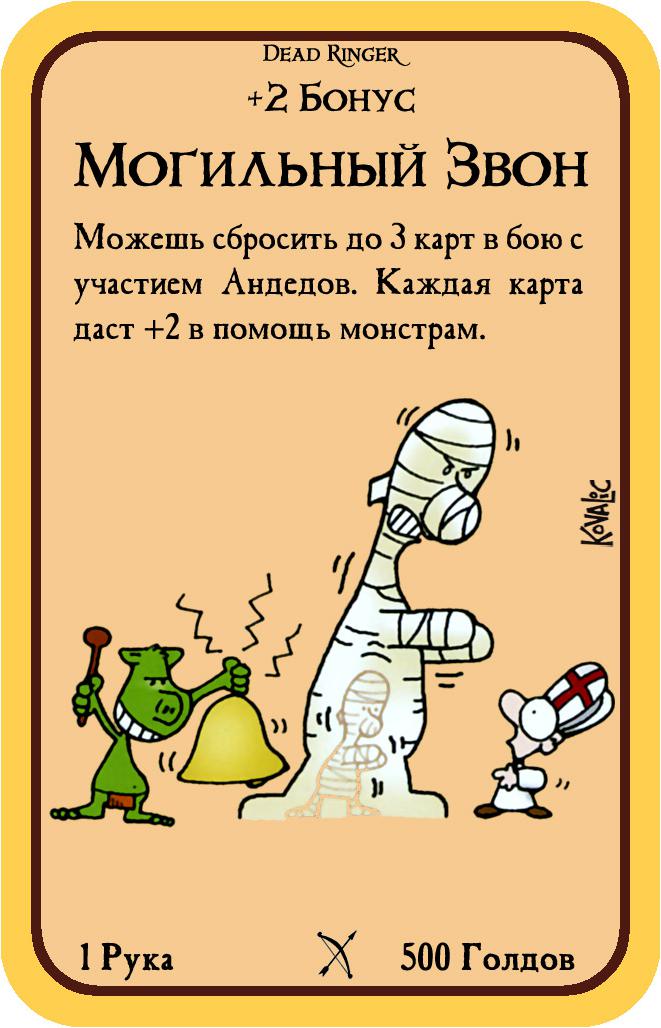 Dead Ringer
+2 Бонус
Могильный Звон
Можешь сбросить до 3 карт в бою с
участием Андедов. Каждая карта
даст +2 в помощь монстрам.
KOVALIC
1 Рука
500 Голдов